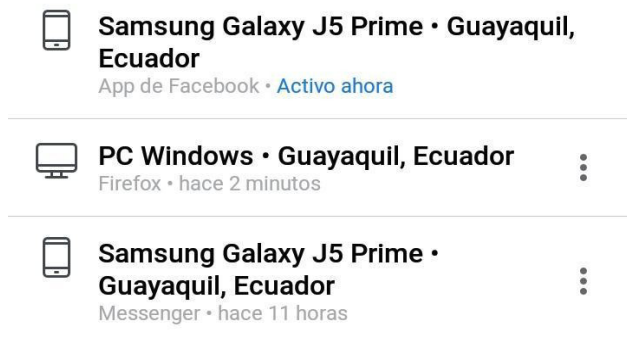 Samsung Galaxy J5 Prime • Guayaquil,
Ecuador
App de Facebook • Activo ahora
PC Windows • Guayaquil, Ecuador
Firefox • hace 2 minutos
Samsung Galaxy J5 Prime •
Guayaquil, Ecuador
Messenger • hace 11 horas